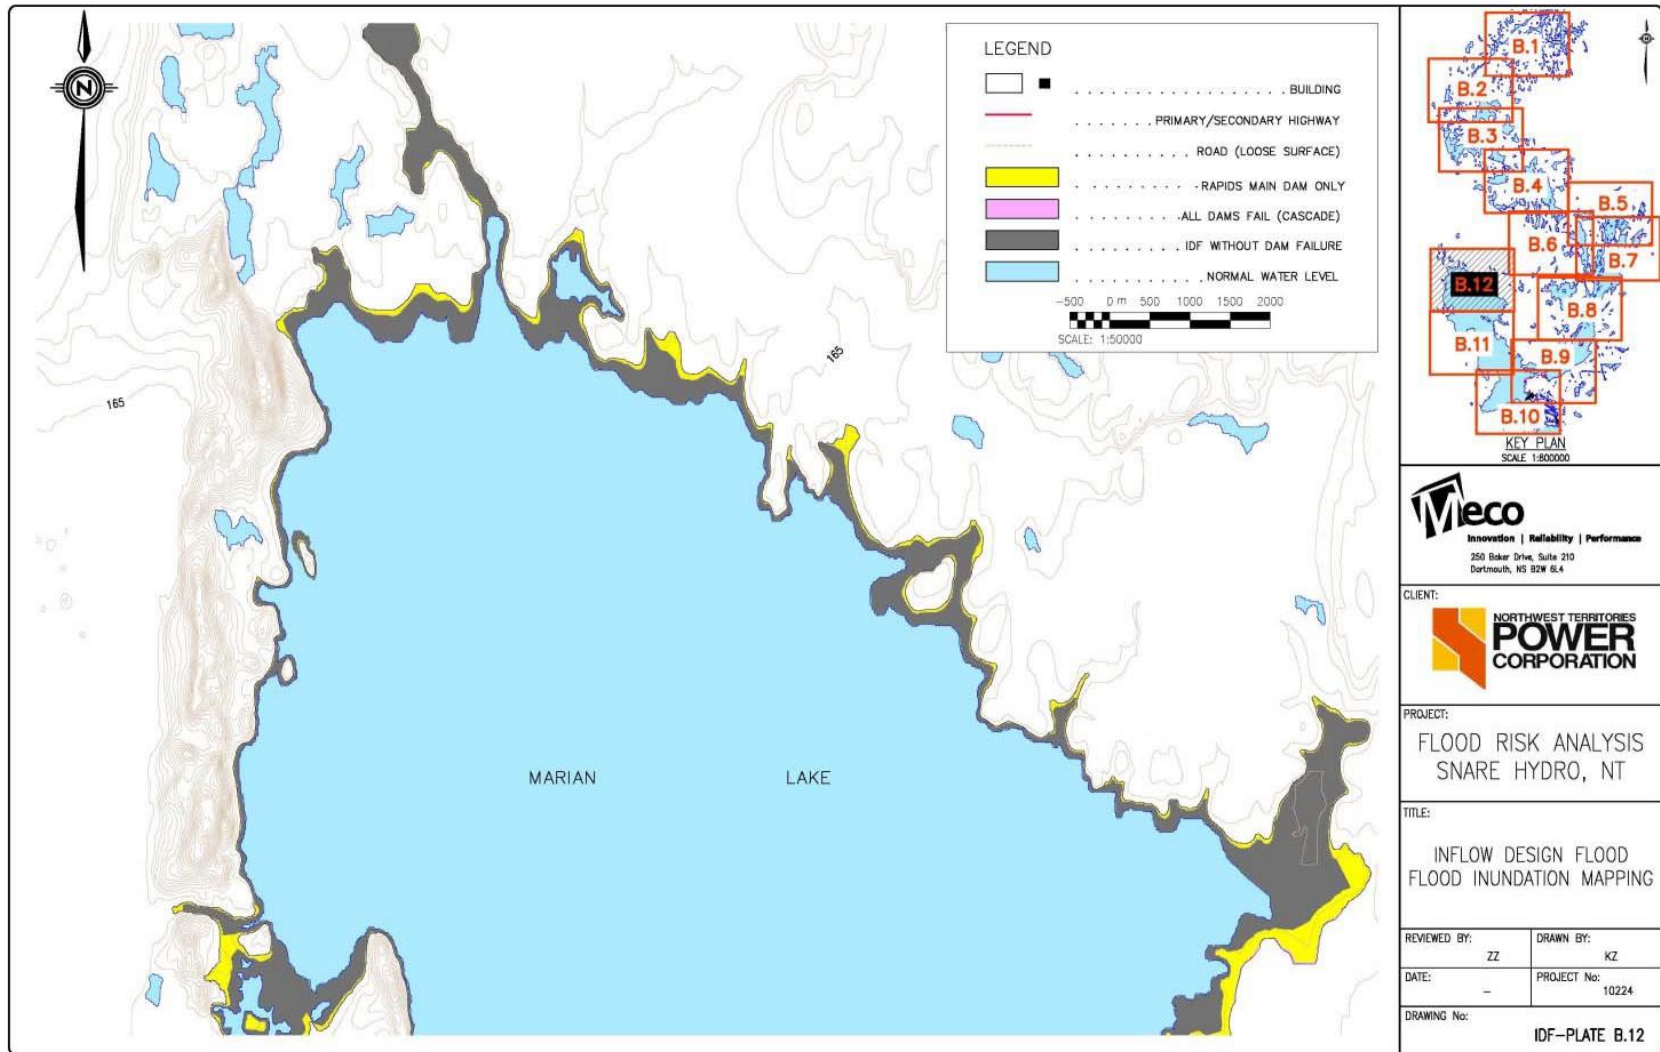 N
LEGEND
BUILDING
PRIMARY/SECONDARY HIGHWAY
ROAD (LOOSE SURFACE)
RAPIDS MAIN DAM ONLY
ALL DAMS FAIL (CASCADE)
IDF WITHOUT DAM FAILURE
NORMAL WATER LEVEL
-500 0 m 500 1000 1500 2000
SCALE: 1:50000
165
165
MARIAN LAKE
B.1
B.2
B.3
B.4
B.5
B.6
B.7
B.12
B.8
B.11
B.9
B.10
KEY PLAN
SCALE 1:800000
Meco
Innovation | Reliability | Performance
250 Baker Drive, Suite 210
Dartmouth, NS B2W 6L4
CLIENT:
NORTHWEST TERRITORIES
POWER
CORPORATION
PROJECT:
FLOOD RISK ANALYSIS
SNARE HYDRO, NT
TITLE:
INFLOW DESIGN FLOOD
FLOOD INUNDATION MAPPING
REVIEWED BY:
ZZ
DRAWN BY:
KZ
DATE:
-
PROJECT No:
10224
DRAWING No:
IDF-PLATE B.12